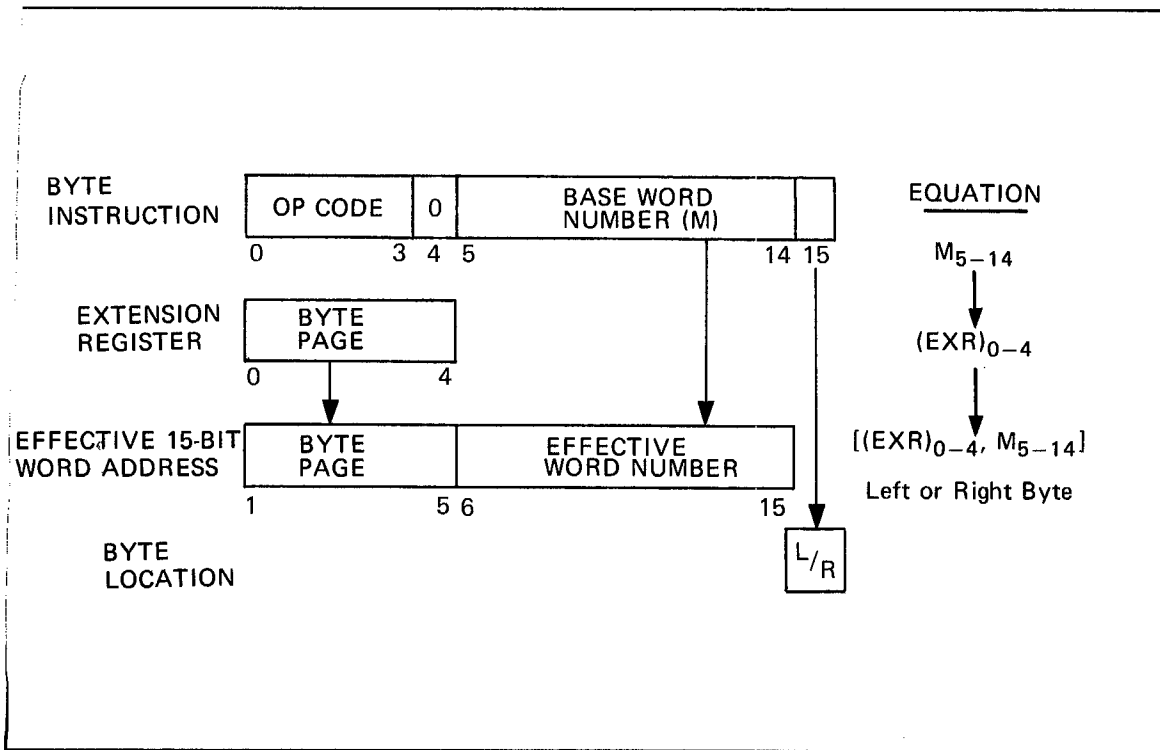 BYTE
INSTRUCTION
OP CODE
0
BASE WORD
NUMBER (M)
0 3 4 5 14 15
EXTENSION
REGISTER
BYTE
PAGE
0 4
EFFECTIVE 15-BIT
WORD ADDRESS
BYTE
PAGE
EFFECTIVE
WORD NUMBER
1 5 6 15
BYTE
LOCATION
L/R
EQUATION
M5–14
(EXR)0–4
[(EXR)0–4, M5–14]
Left or Right Byte